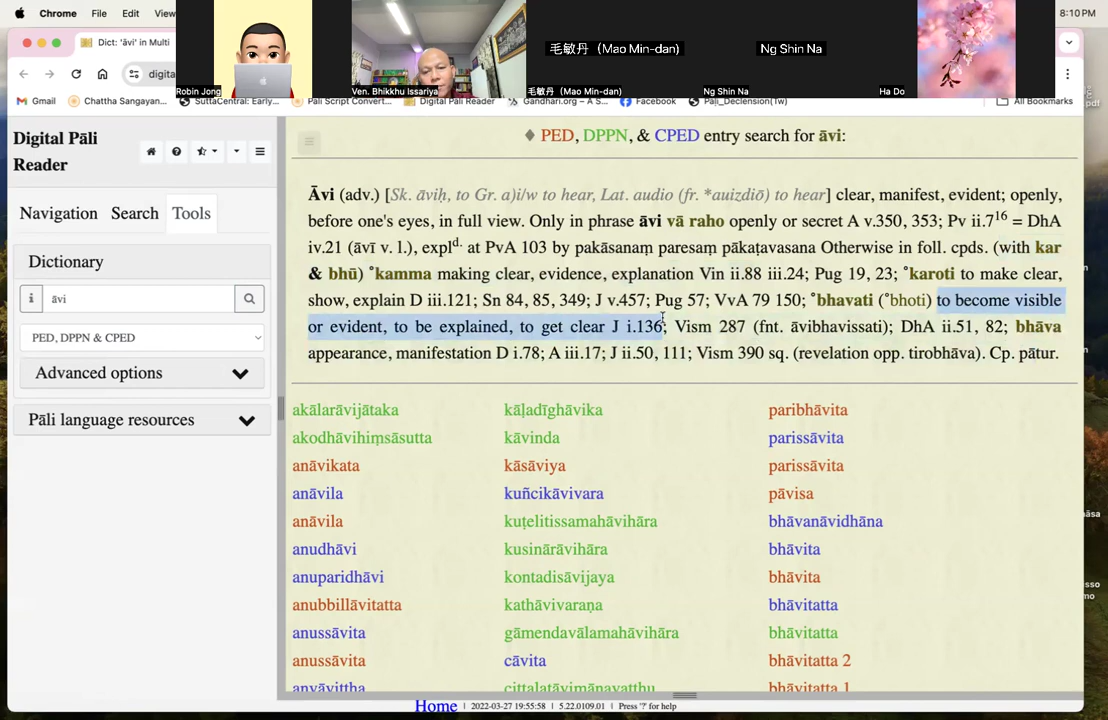 Chrome File Edit View
8:10 PM
Dict: 'āvi' in Multi
digita
Robin Jong
Ven. Bhikkhu Issariya
毛敏丹（Mao Min-dan）
毛敏丹（Mao Min-dan）
Ng Shin Na
Ng Shin Na
Ha Do
Gmail Chattha Sangayan... SuttaCentral: Early... Pali Script Convert... Digital Pali Reader Gandhari.org – A S... Facebook Pali_Declension(Tw) All Bookmarks
Digital Pāli
Reader
Navigation Search Tools
Dictionary
āvi
PED, DPPN & CPED
Advanced options
Pāli language resources
♦ PED, DPPN, & CPED entry search for āvi:
Āvi (adv.) [Sk. āviḥ, to Gr. a)i/w to hear, Lat. audio (fr. *auizdiō) to hear] clear, manifest, evident; openly,
before one's eyes, in full view. Only in phrase āvi vā raho openly or secret A v.350, 353; Pv ii.7¹⁶ = DhA
iv.21 (āvī v. l.), expl d. at PvA 103 by pakāsanaṃ paresaṃ pākaṭavasana Otherwise in foll. cpds. (with kar
& bhū) ˚kamma making clear, evidence, explanation Vin ii.88 iii.24; Pug 19, 23; ˚karoti to make clear,
show, explain D iii.121; Sn 84, 85, 349; J v.457; Pug 57; VvA 79 150; ˚bhavati (˚bhoti) to become visible
or evident, to be explained, to get clear J i.136; Vism 287 (fnt. āvibhavissati); DhA ii.51, 82; bhāva
appearance, manifestation D i.78; A iii.17; J ii.50, 111; Vism 390 sq. (revelation opp. tirobhāva). Cp. pātur.
akālarāvijātaka kāḷadīghāvika paribhāvita
akodhāvihiṃsāsutta kāvinda parissāvita
anāvikata kāsāviya parissāvita
anāvila kuñcikāvivara pāvisa
anāvila kuṭelitissamahāvihāra bhāvanāvidhāna
anudhāvi kusinārāvihāra bhāvita
anuparidhāvi kontadisāvijaya bhāvita
anubbillāvitatta kathāvivaraṇa bhāvitatta
anussāvita gāmendavālamahāvihāra bhāvitatta
anussāvita cāvita bhāvitatta 2
anvāvittha cittalatāvimānavatthu bhāvitatta 1
Home | 2022-03-27 19:55:58 | 5.22.0109.01 | Press '?' for help